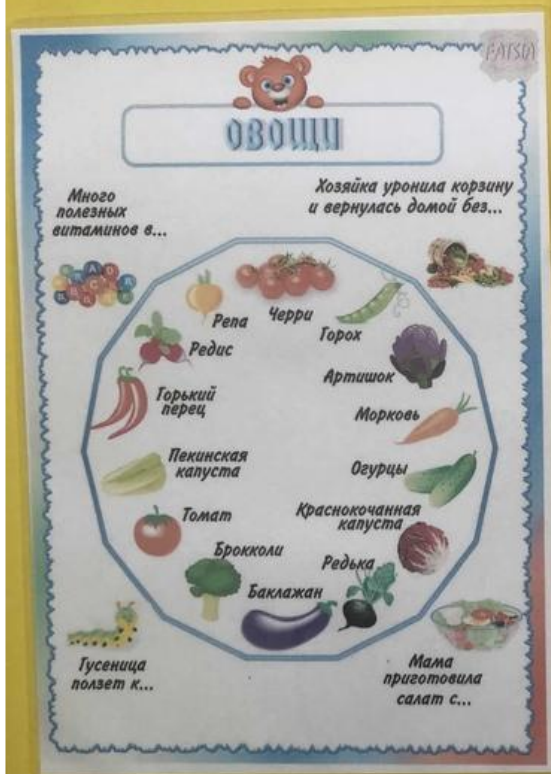 FATSIA
ОВОЩИ
Много
полезных
витаминов в...
Хозяйка уронила корзину
и вернулась домой без...
Черри
Репа
Горох
Редис
Артишок
Горький
перец
Морковь
Пекинская
капуста
Огурцы
Томат
Краснокочанная
капуста
Брокколи
Редька
Баклажан
Гусеница
ползет к...
Мама
приготовила
салат с...